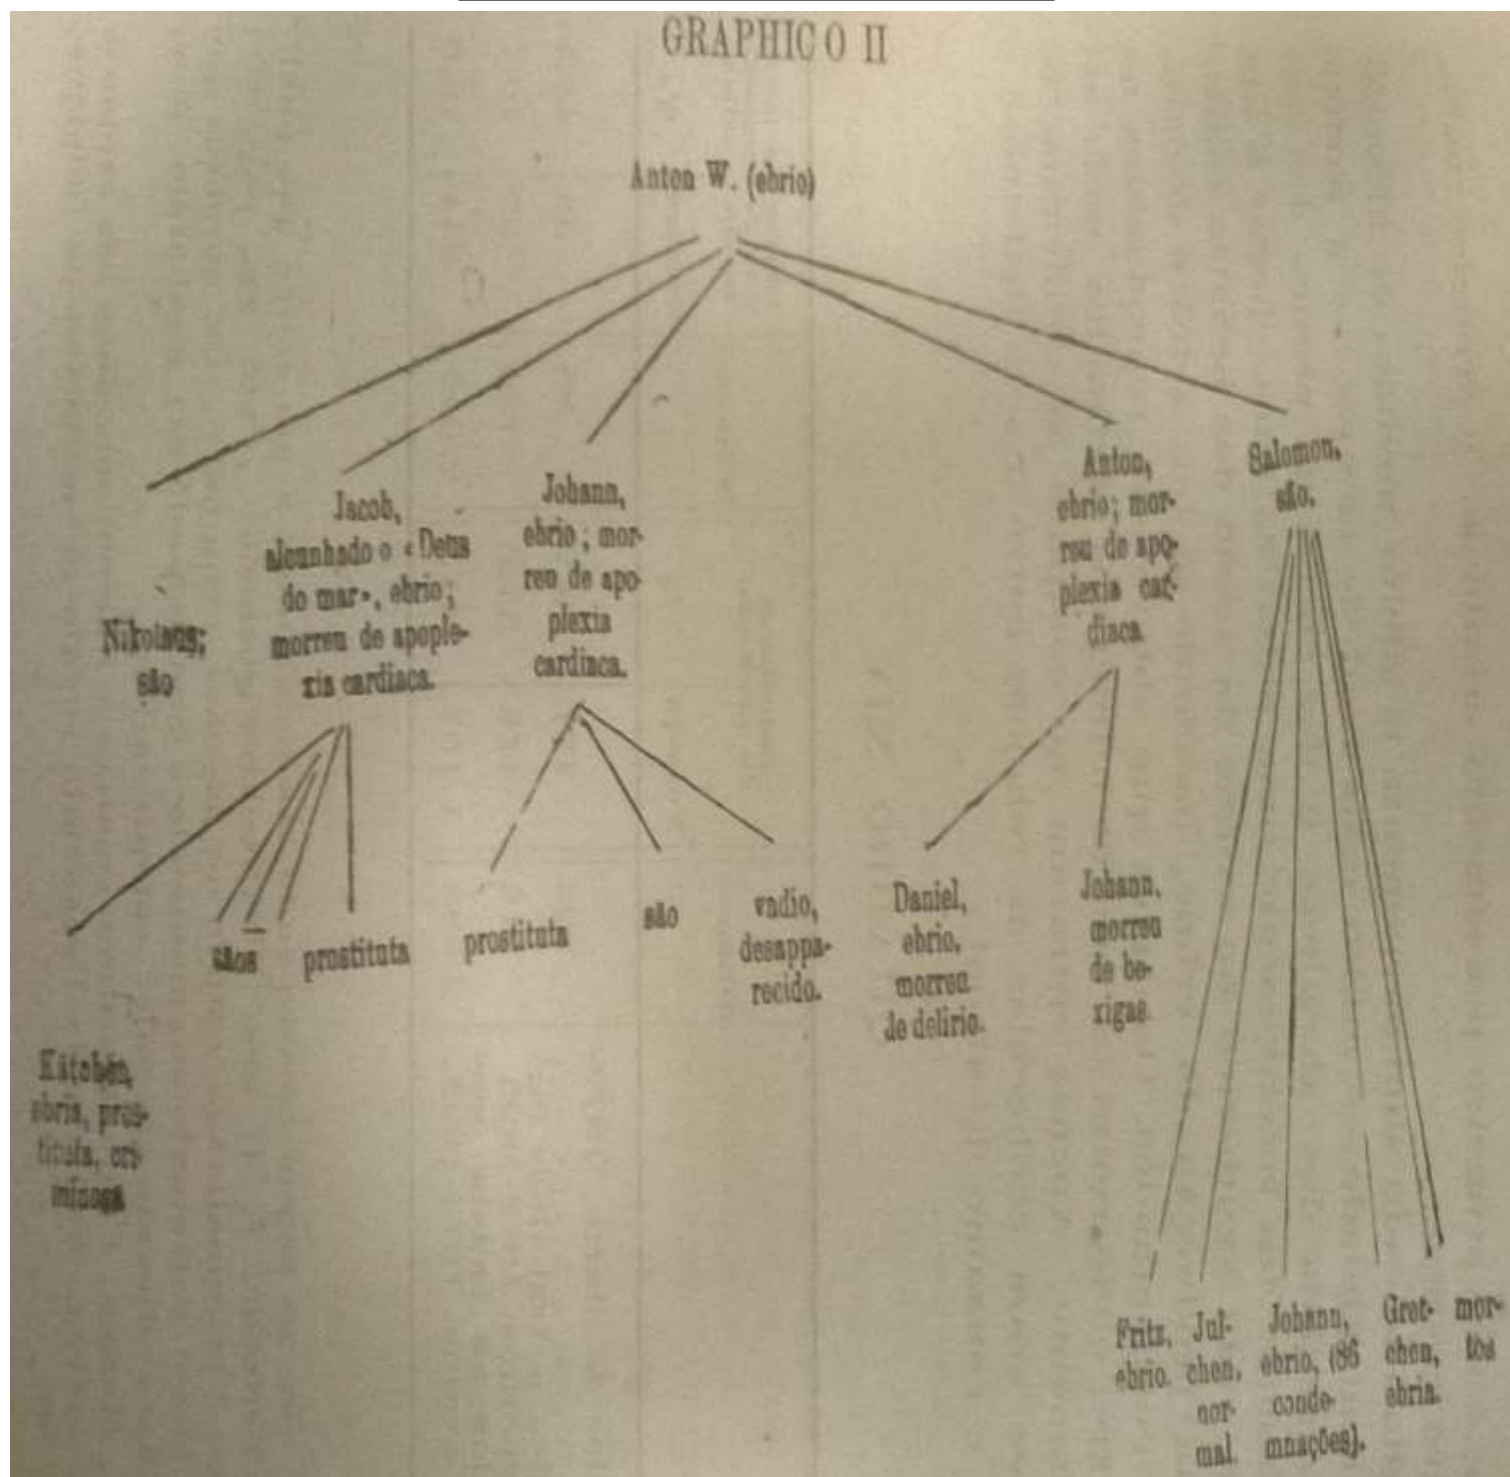 GRAPHICO II
Anton W. (ebrio)
Nikolaus;
são
Jacob,
alcunhado o «Deus
do mar», ebrio;
morreu de apople-
xia cardiaca.
Johann,
ebrio; mor-
reu de apo
plexia
cardiaca.
Anton,
ebrio; mor-
reu de apo-
plexia car-
diaca
Salomon,
são.
Kätchen,
ebria, pros-
tituta, cri-
minosa
sãos
prostituta
prostituta
são
vadio,
desappa-
recido.
Daniel,
ebrio,
morreu
de delirio.
Johann,
morreu
de be-
xigas
Fritz,
ebrio.
Jul-
chen,
nor-
mal.
Johann,
ebrio, (86
conde-
mnações).
Gret-
chen,
ebria.
mor-
tos